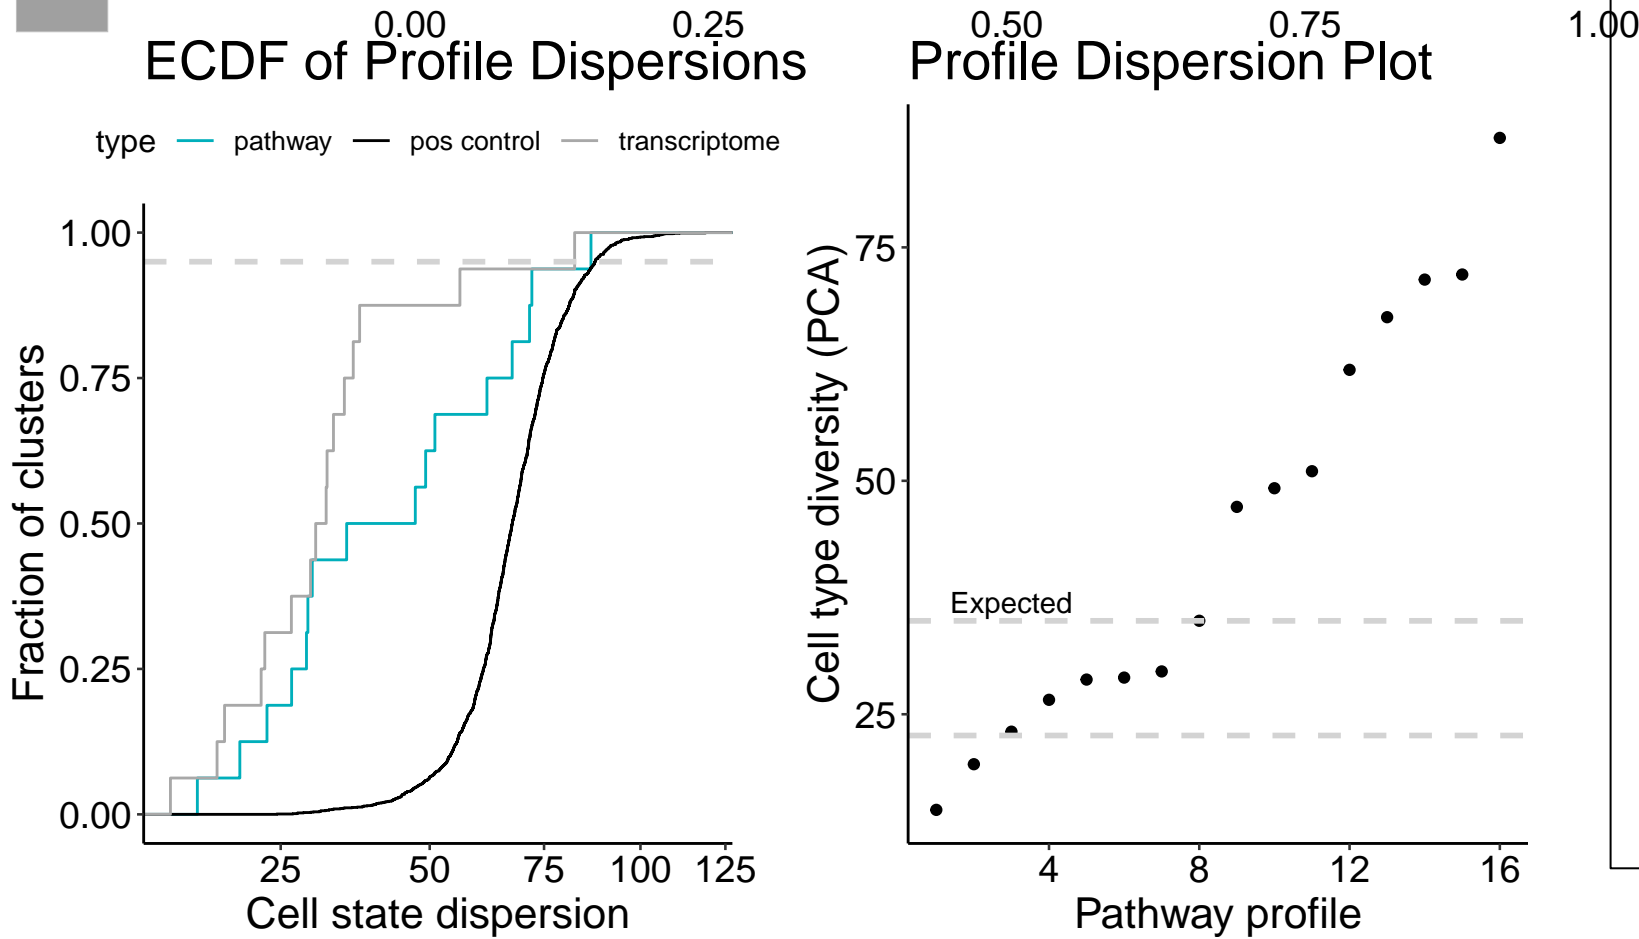 0.00 0.25 0.50 0.75 1.00
ECDF of Profile Dispersions
type pathway pos control transcriptome
1.00
0.75
0.50
0.25
0.00
Fraction of clusters
25 50 75 100 125
Cell state dispersion
Profile Dispersion Plot
75
50
25
Cell type diversity (PCA)
Expected
4 8 12 16
Pathway profile